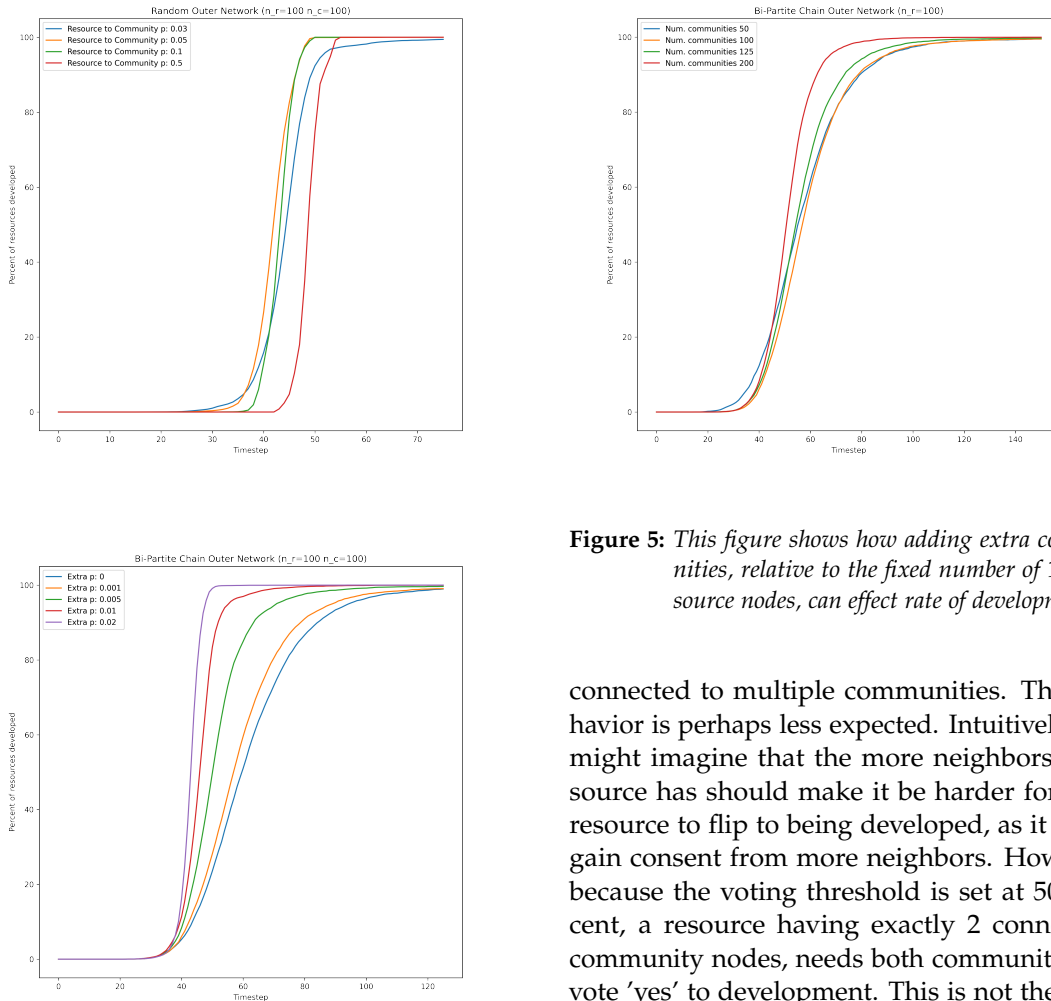 Random Outer Network (n_r=100 n_c=100)
Resource to Community p: 0.03
Resource to Community p: 0.05
Resource to Community p: 0.1
Resource to Community p: 0.5
Percent of resources developed
100
80
60
40
20
0
0 10 20 30 40 50 60 70
Timestep
Bi-Partite Chain Outer Network (n_r=100 n_c=100)
Extra p: 0
Extra p: 0.001
Extra p: 0.005
Extra p: 0.01
Extra p: 0.02
Percent of resources developed
100
80
60
40
20
0
0 20 40 60 80 100 120
Timestep
Bi-Partite Chain Outer Network (n_r=100)
Num. communities 50
Num. communities 100
Num. communities 125
Num. communities 200
Percent of resources developed
100
80
60
40
20
0
0 20 40 60 80 100 120 140
Timestep
Figure 5: This figure shows how adding extra co
nities, relative to the fixed number of 1
source nodes, can effect rate of develop
connected to multiple communities. Th
havior is perhaps less expected. Intuitivel
might imagine that the more neighbors
source has should make it be harder for
resource to flip to being developed, as it
gain consent from more neighbors. How
because the voting threshold is set at 50
cent, a resource having exactly 2 conn
community nodes, needs both communit
vote 'yes' to development. This is not the